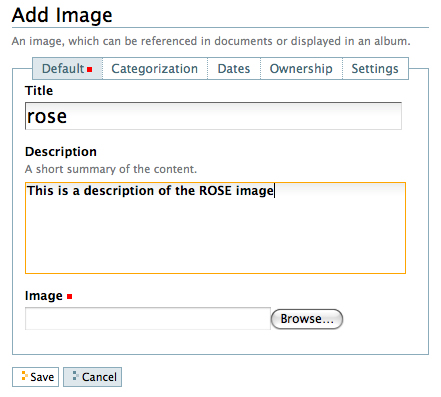 Add Image
An image, which can be referenced in documents or displayed in an album.
Default Categorization Dates Ownership Settings
Title
rose
Description
A short summary of the content.
This is a description of the ROSE image
Image
Browse...
Save Cancel